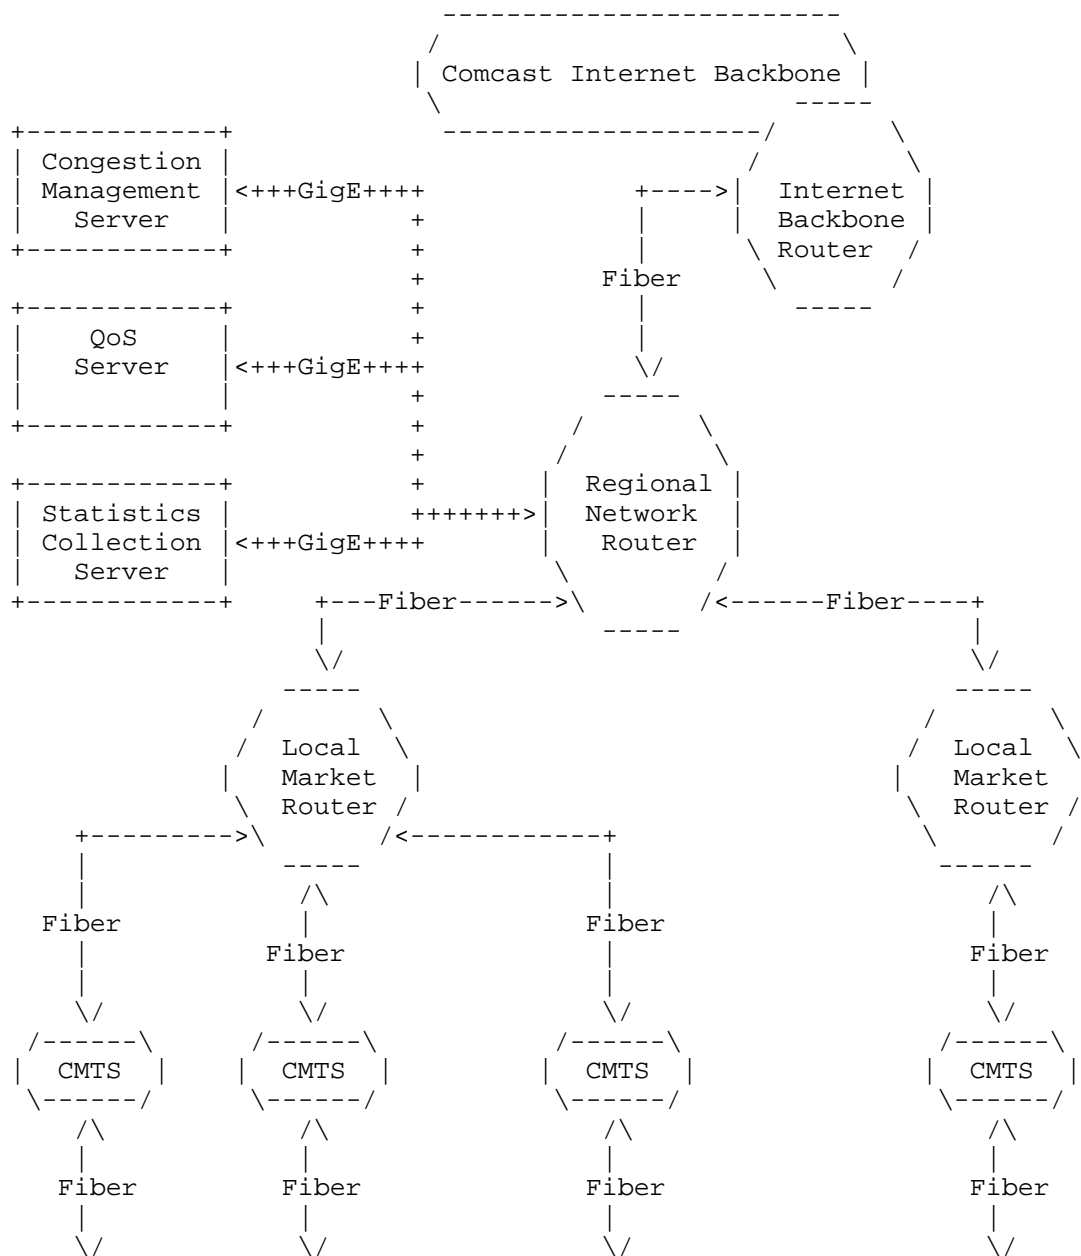 Comcast Internet Backbone
Congestion
Management
Server
<+++GigE++++
Internet
Backbone
Router
Fiber
QoS
Server
<+++GigE++++
Regional
Network
Router
Statistics
Collection
Server
<+++GigE++++
+++++++>
+---Fiber------>
<------Fiber----+
Local
Market
Router
Local
Market
Router
Fiber
Fiber
Fiber
Fiber
CMTS
CMTS
CMTS
CMTS
Fiber
Fiber
Fiber
Fiber